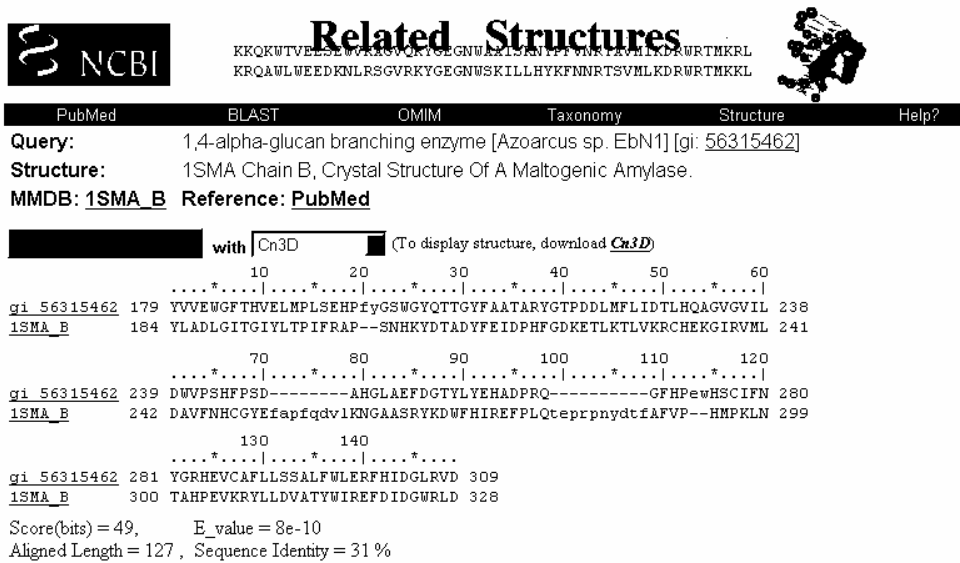 NCBI
Related Structures
KRQAWLWEEDKNLRSGVRKYGEGNWSKILLHYKFNNRTSVMLKDRWRTMKKL
PubMed BLAST OMIM Taxonomy Structure Help?
Query: 1,4-alpha-glucan branching enzyme [Azoarcus sp. EbN1] [gi: 56315462]
Structure: 1SMA Chain B, Crystal Structure Of A Maltogenic Amylase.
MMDB: 1SMA_B Reference: PubMed
with Cn3D (To display structure, download Cn3D)
10 20 30 40 50 60
....*....|....*....|....*....|....*....|....*....|....*....|
gi 56315462 179 YVVEWGFTHVELMPLSEHPfyGSWGYQTTGYFAATARYGTPDDLMFLIDTLHQAGVGVIL 238
1SMA_B 184 YLADLGITGIYLTPIFRAP--SNHKYDTADYFEIDPHFGDKETLKTLVKRCHEKGIRVML 241
70 80 90 100 110 120
....*....|....*....|....*....|....*....|....*....|....*....|
gi 56315462 239 DWVPSHFPSD--------AHGLAEFDGTYLYEHADPRQ----------GFHPewHSCIFN 280
1SMA_B 242 DAVFNHCGYEfapfqdvlKNGAASRYKDWFHIREFPLQteprpnydtfAFVP--HMPKLN 299
130 140
....*....|....*....|....*....
gi 56315462 281 YGRHEVCAFLLSSALFWLERFHIDGLRVD 309
1SMA_B 300 TAHPEVKRYLLDVATYWIREFDIDGWRLD 328
Score(bits) = 49, E_value = 8e-10
Aligned Length = 127 , Sequence Identity = 31 %